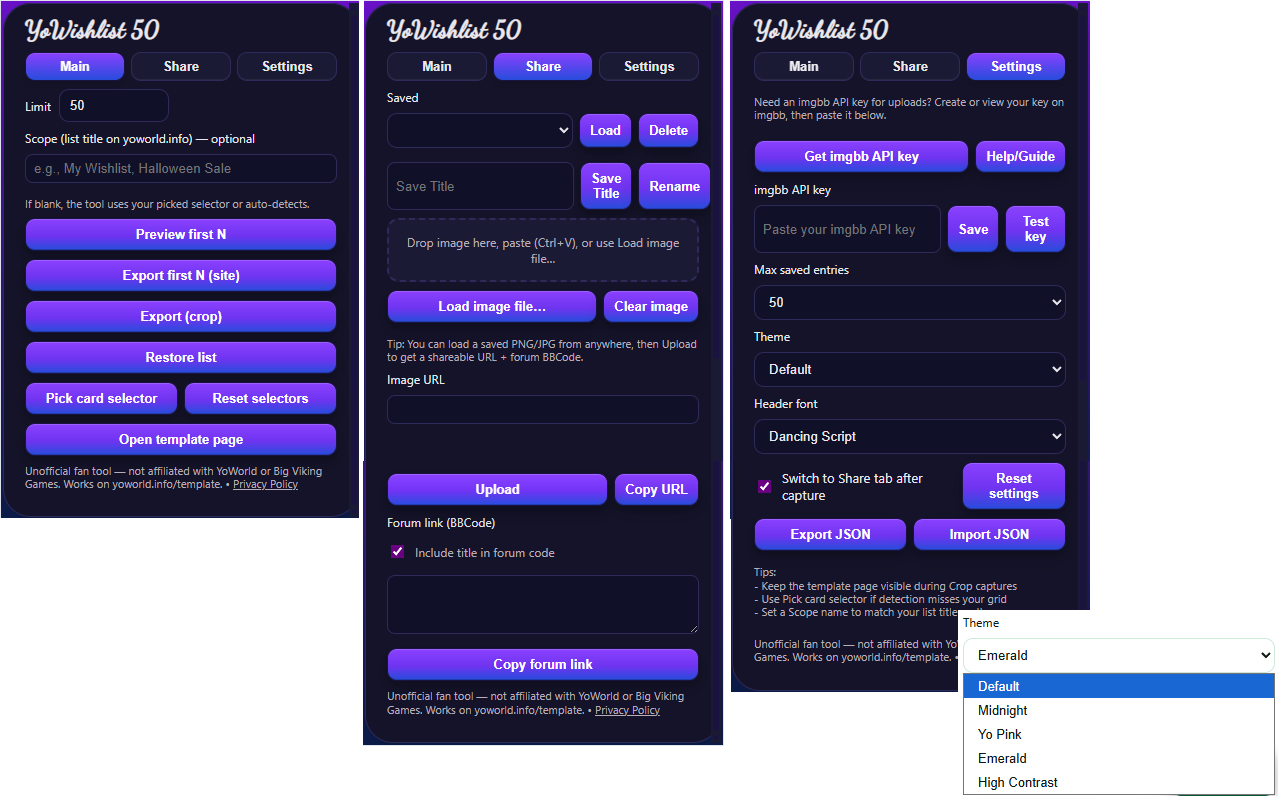 YoWishlist 50
Main Share Settings
Limit 50
Scope (list title on yoworld.info) — optional
e.g., My Wishlist, Halloween Sale
If blank, the tool uses your picked selector or auto-detects.
Preview first N
Export first N (site)
Export (crop)
Restore list
Pick card selector Reset selectors
Open template page
Unofficial fan tool — not affiliated with YoWorld or Big Viking
Games. Works on yoworld.info/template. • Privacy Policy
YoWishlist 50
Main Share Settings
Saved
Load Delete
Save Title
Save
Title
Rename
Drop image here, paste (Ctrl+V), or use Load image
file...
Load image file... Clear image
Tip: You can load a saved PNG/JPG from anywhere, then Upload
to get a shareable URL + forum BBCode.
Image URL
Upload Copy URL
Forum link (BBCode)
Include title in forum code
Copy forum link
Unofficial fan tool — not affiliated with YoWorld or Big Viking
Games. Works on yoworld.info/template. • Privacy Policy
YoWishlist 50
Main Share Settings
Need an imgbb API key for uploads? Create or view your key on
imgbb, then paste it below.
Get imgbb API key Help/Guide
imgbb API key
Paste your imgbb API key
Save
Test
key
Max saved entries
50
Theme
Default
Header font
Dancing Script
Switch to Share tab after
capture
Reset
settings
Export JSON Import JSON
Tips:
- Keep the template page visible during Crop captures
- Use Pick card selector if detection misses your grid
- Set a Scope name to match your list title
Unofficial fan tool — not affiliated with Yo
Games. Works on yoworld.info/template. •
Theme
Emerald
Default
Midnight
Yo Pink
Emerald
High Contrast